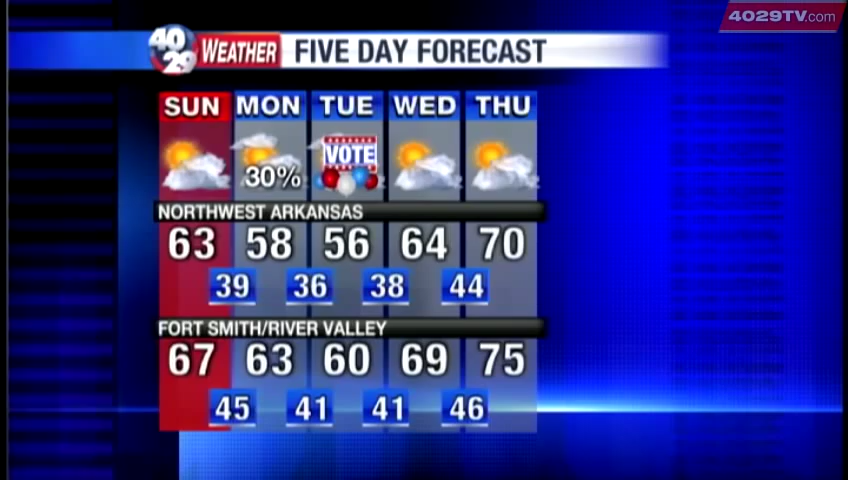 4029TV.com
40 29 WEATHER FIVE DAY FORECAST
SUN MON TUE WED THU
30% VOTE
NORTHWEST ARKANSAS
63 58 56 64 70
39 36 38 44
FORT SMITH/RIVER VALLEY
67 63 60 69 75
45 41 41 46